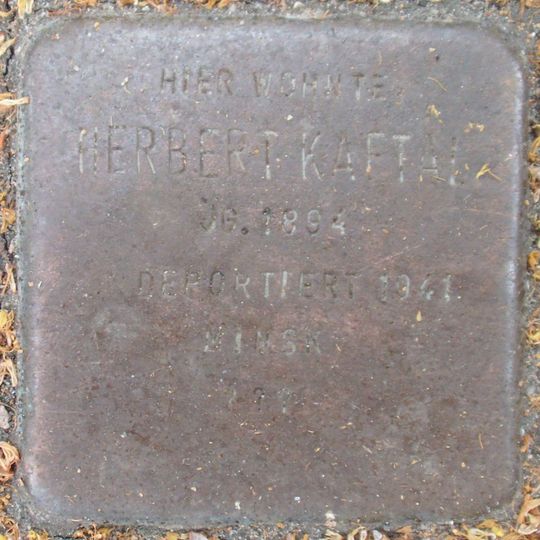 HIER WOHNTE
HERBERT KAFTAL
JG. 1894
DEPORTIERT 1941
MINSK
???